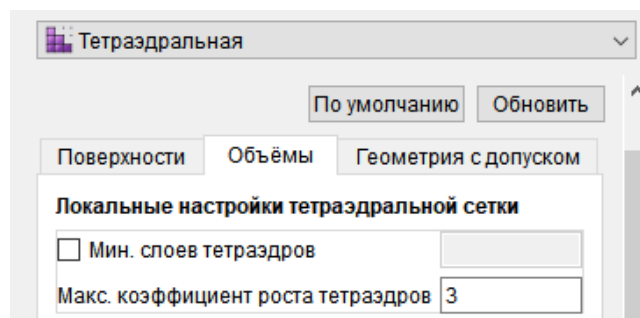 Тетраэдральная
По умолчанию Обновить
Поверхности Объёмы Геометрия с допуском
Локальные настройки тетраэдральной сетки
Мин. слоев тетраэдров
Макс. коэффициент роста тетраэдров 3